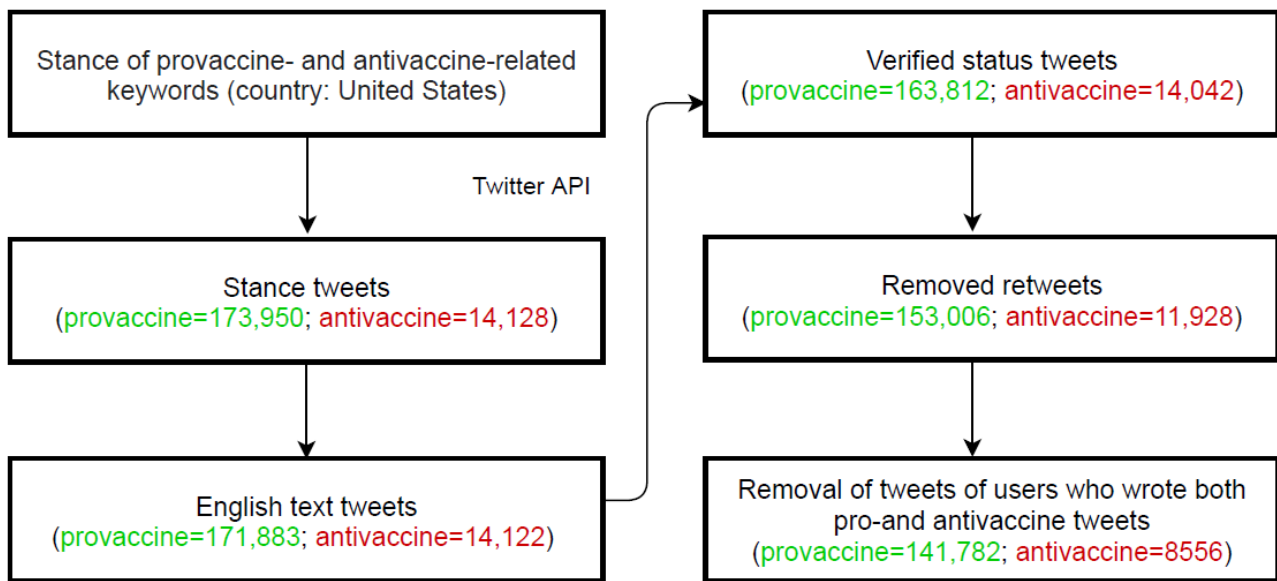 Stance of provaccine- and antivaccine-related
keywords (country: United States)
Twitter API
Stance tweets
(provaccine=173,950; antivaccine=14,128)
English text tweets
(provaccine=171,883; antivaccine=14,122)
Verified status tweets
(provaccine=163,812; antivaccine=14,042)
Removed retweets
(provaccine=153,006; antivaccine=11,928)
Removal of tweets of users who wrote both
pro-and antivaccine tweets
(provaccine=141,782; antivaccine=8556)